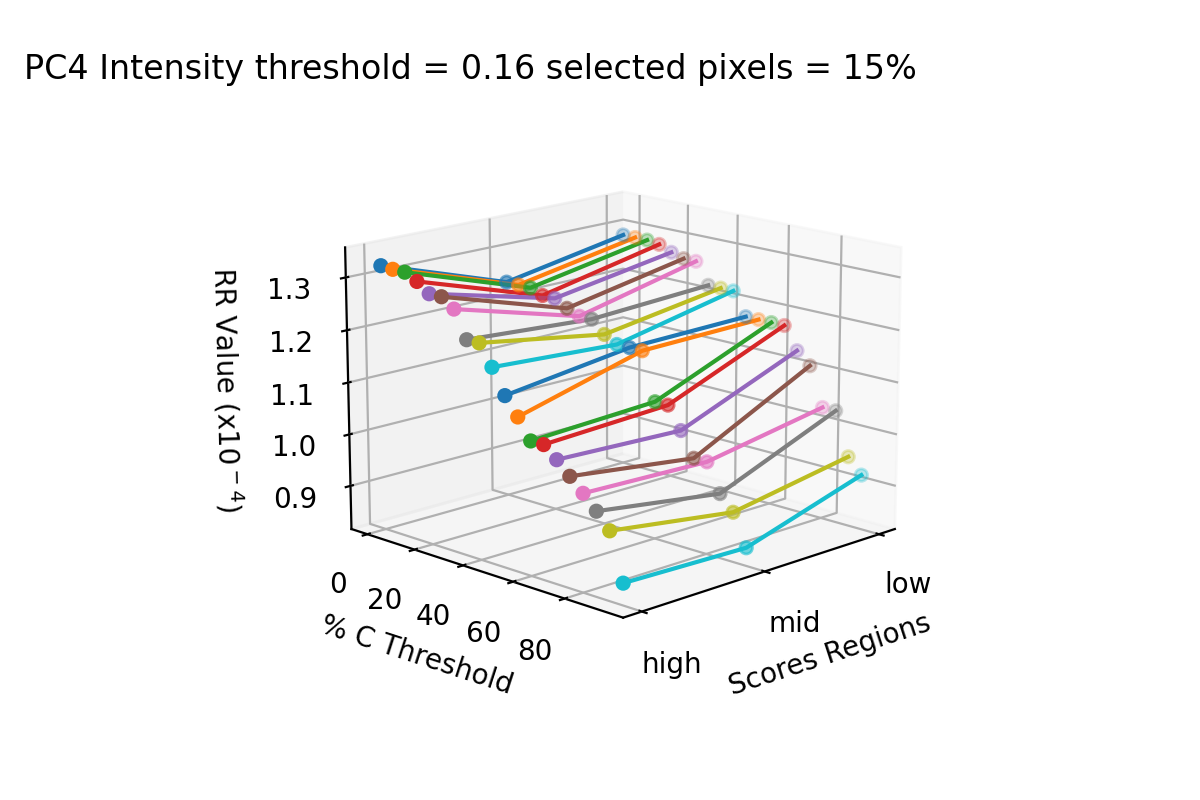 PC4 Intensity threshold = 0.16 selected pixels = 15%
RR Value (x10⁻⁴)
1.3
1.2
1.1
1.0
0.9
0
20
40
60
80
% C Threshold
low
mid
high
Scores Regions